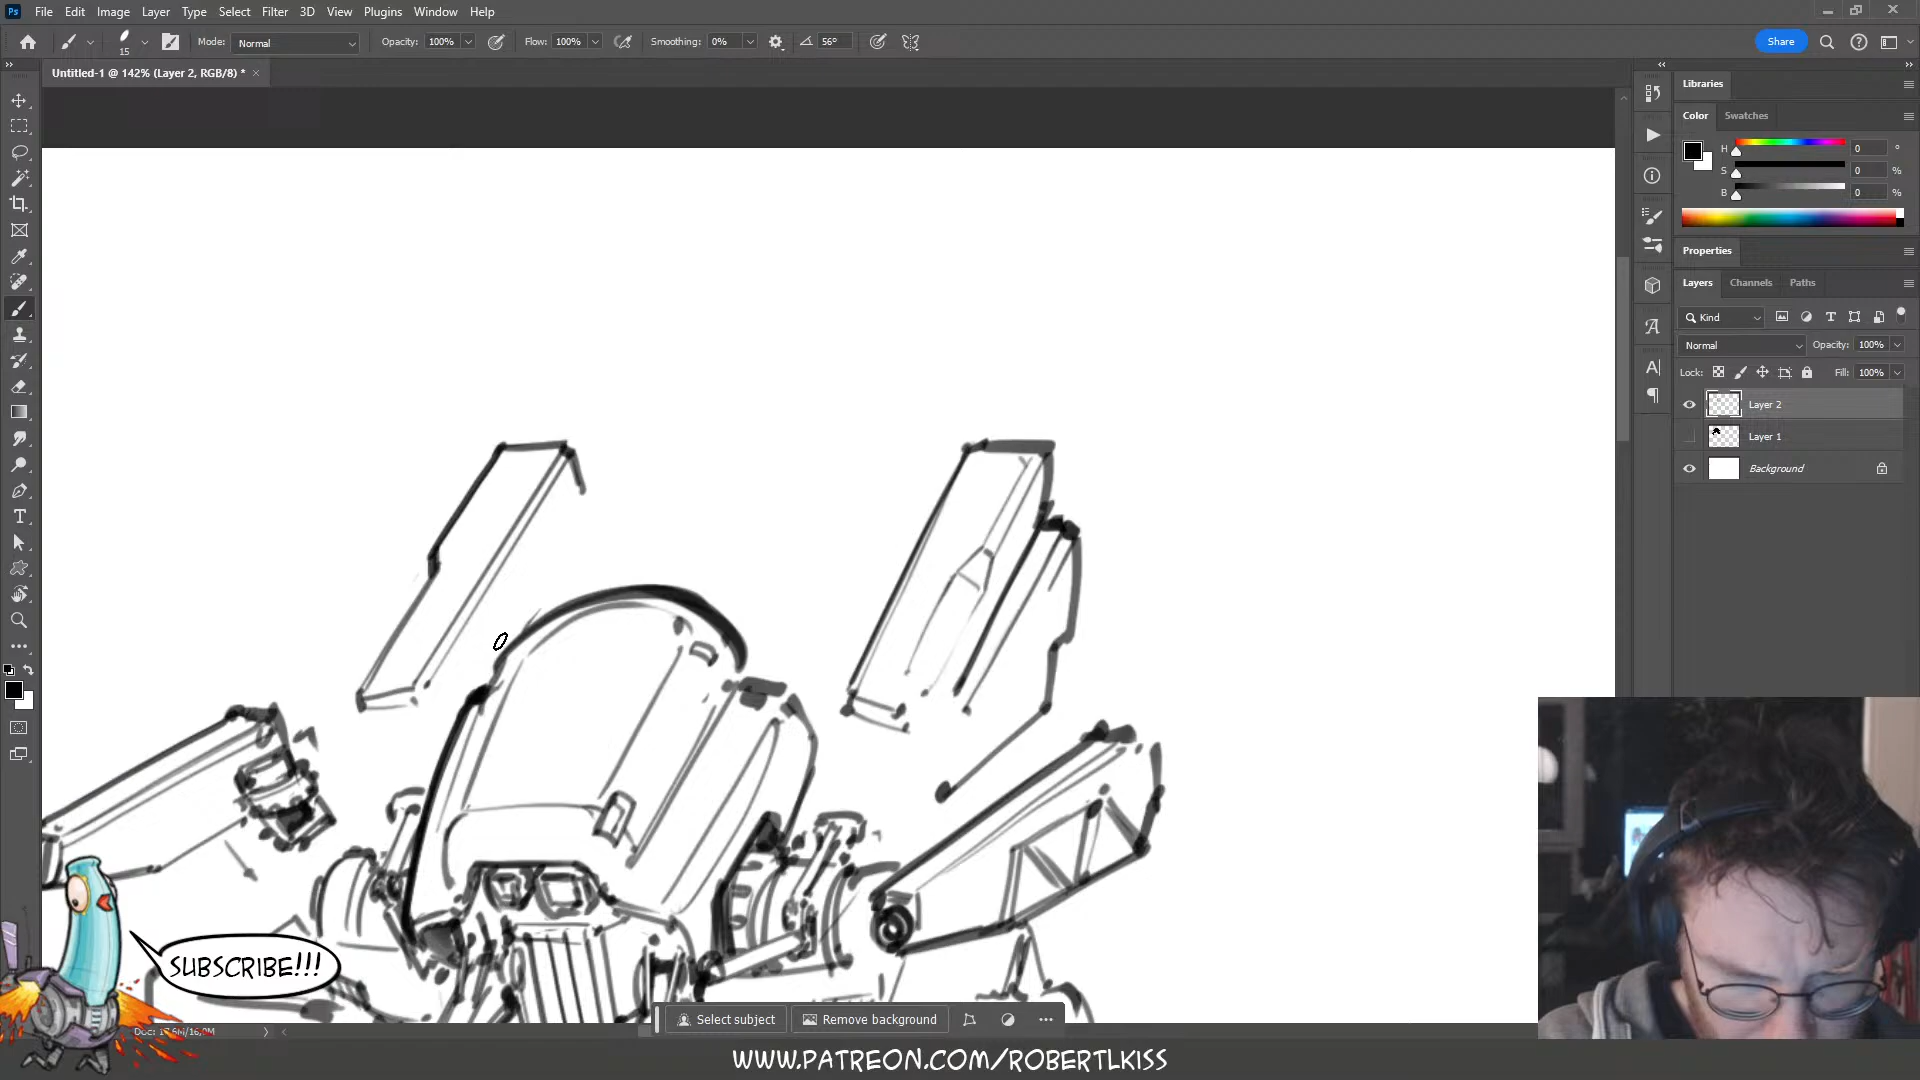 Ps File Edit Image Layer Type Select Filter 3D View Plugins Window Help
15 Mode: Normal Opacity: 100% Flow: 100% Smoothing: 0% 56° Share
Untitled-1 @ 142% (Layer 2, RGB/8) *
Libraries
Color Swatches
H 0 °
S 0 %
B 0 %
Properties
Layers Channels Paths
Kind
Normal Opacity: 100%
Lock: Fill: 100%
Layer 2
Layer 1
Background
SUBSCRIBE!!!
Select subject Remove background
WWW.PATREON.COM/ROBERTLKISS